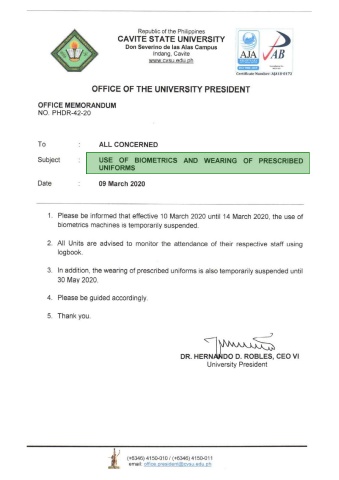 Republic of the Philippines
CAVITE STATE UNIVERSITY
Don Severino de las Alas Campus
Indang, Cavite
www.cvsu.edu.ph
AJA
PAB
Certificate Number: AJA19-0173
OFFICE OF THE UNIVERSITY PRESIDENT
OFFICE MEMORANDUM
NO. PHDR-42-20
To : ALL CONCERNED
Subject : USE OF BIOMETRICS AND WEARING OF PRESCRIBED
UNIFORMS
Date : 09 March 2020
1. Please be informed that effective 10 March 2020 until 14 March 2020, the use of
biometrics machines is temporarily suspended.
2. All Units are advised to monitor the attendance of their respective staff using
logbook.
3. In addition, the wearing of prescribed uniforms is also temporarily suspended until
30 May 2020.
4. Please be guided accordingly.
5. Thank you.
DR. HERNANDO D. ROBLES, CEO VI
University President
(+6346) 4150-010 / (+6346) 4150-011
email: office.president@cvsu.edu.ph